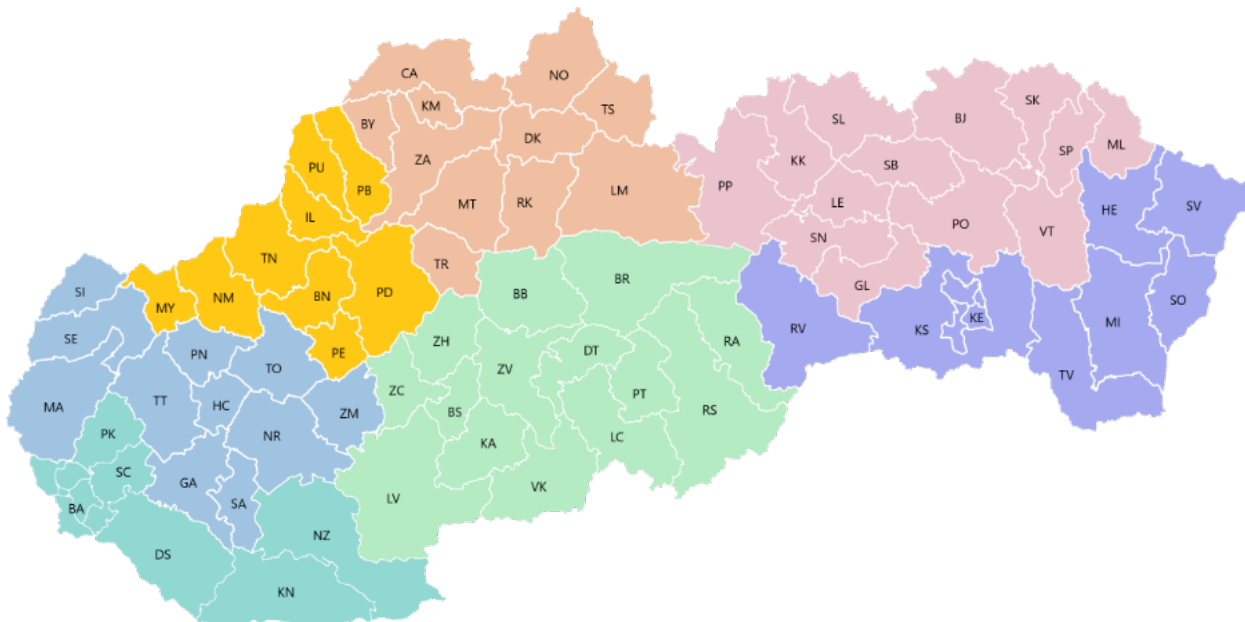 NO
CA
TS
KM
SK
BY
SL
BJ
DK
ML
SP
ZA
KK
SB
PU
PB
PP
LM
MT
RK
LE
HE
SV
IL
PO
VT
SN
TN
TR
BR
GL
SI
BN
PD
BB
NM
SO
MY
KE
MI
KS
RV
SE
ZH
RA
DT
PE
PN
TO
ZV
TV
ZC
PT
TT
HC
MA
ZM
BS
RS
PK
NR
LC
KA
SC
GA
VK
LV
SA
BA
NZ
DS
KN